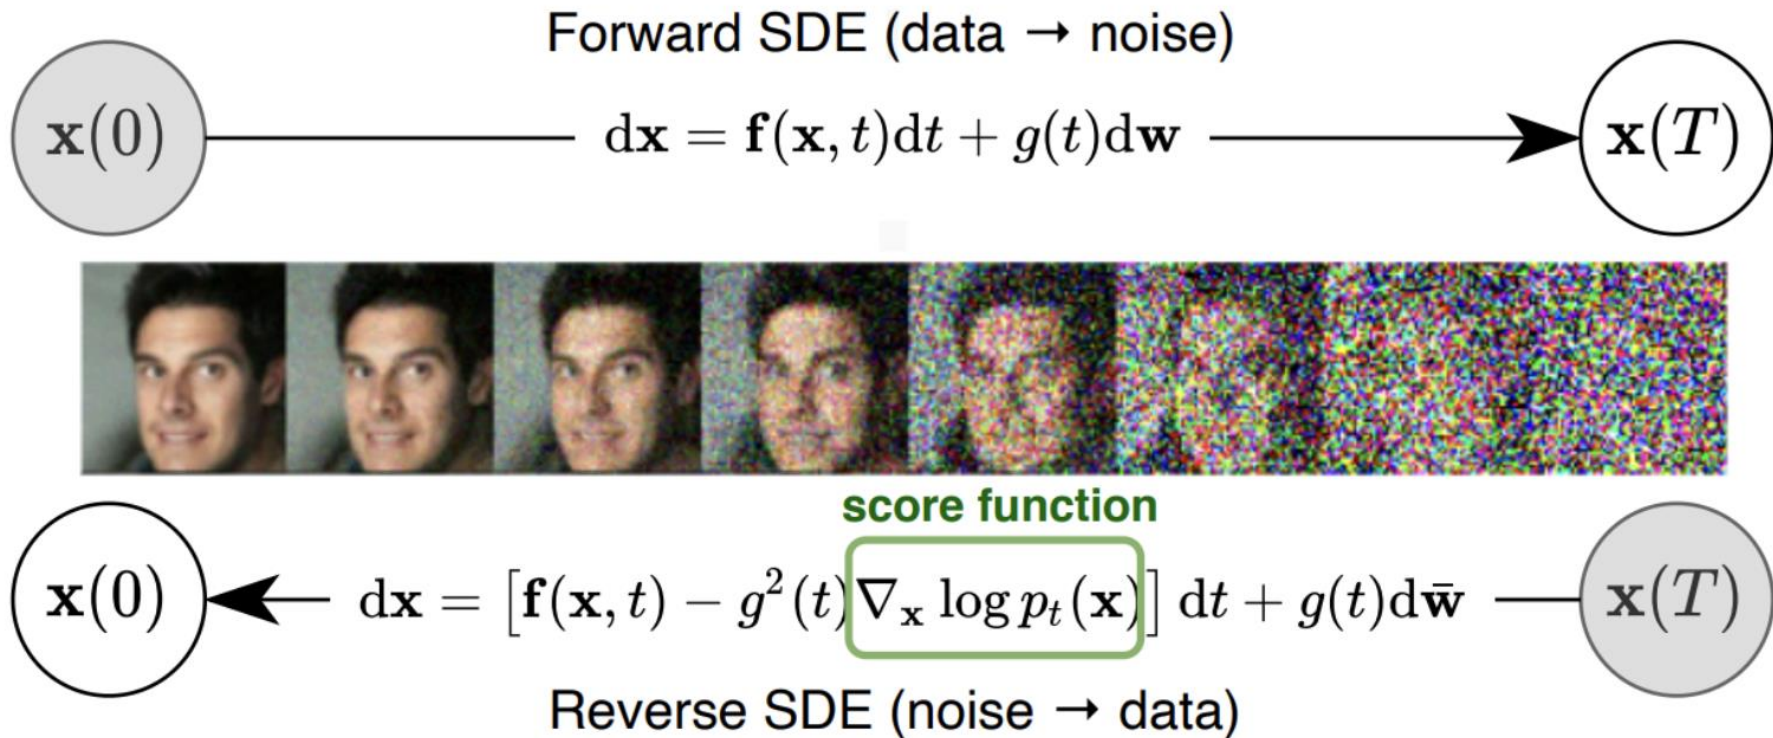 Forward SDE (data → noise)
x(0) dx = f(x, t)dt + g(t)dw x(T)
score function
x(0) dx = [f(x, t) − g²(t)∇ₓ log pₜ(x)] dt + g(t)dw̄ x(T)
Reverse SDE (noise → data)